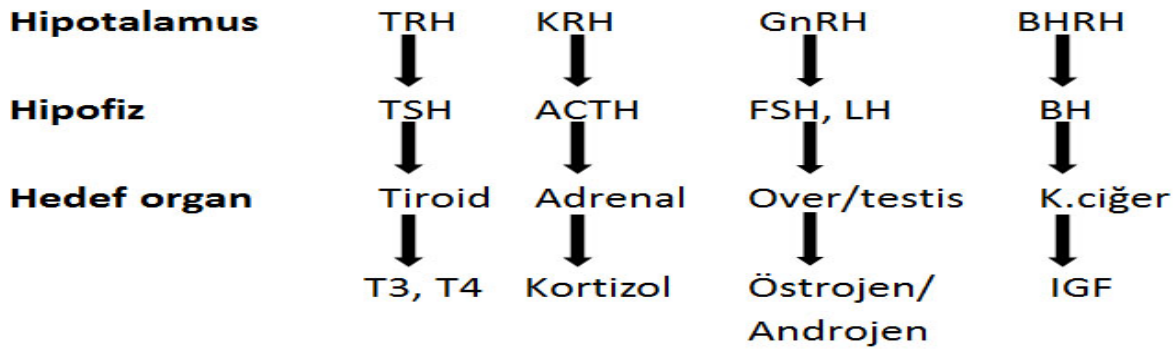 Hipotalamus TRH KRH GnRH BHRH
Hipofiz TSH ACTH FSH, LH BH
Hedef organ Tiroid Adrenal Over/testis K.ciğer
T3, T4 Kortizol Östrojen/ IGF
Androjen